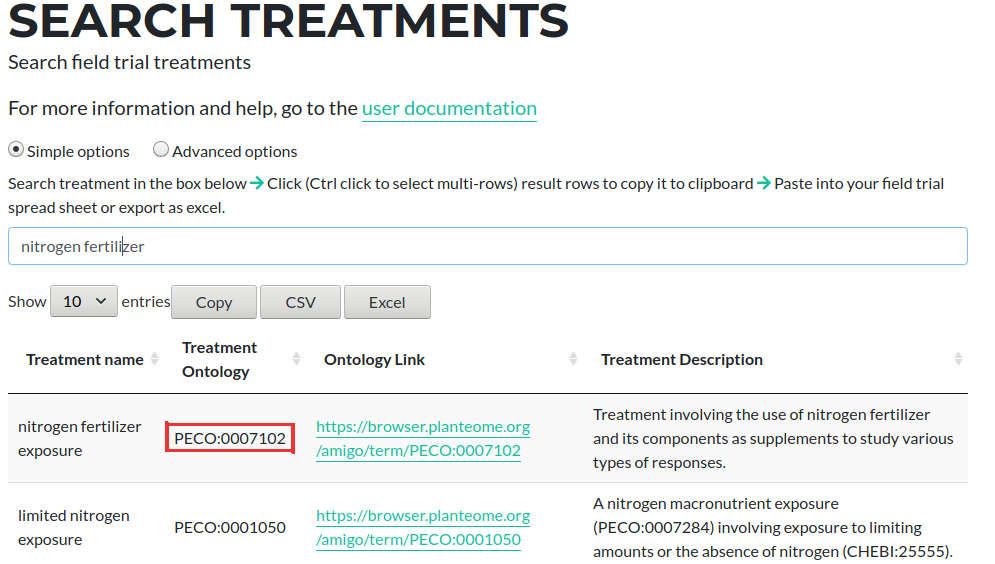 SEARCH TREATMENTS
Search field trial treatments
For more information and help, go to the user documentation
Simple options Advanced options
Search treatment in the box below → Click (Ctrl click to select multi-rows) result rows to copy it to clipboard → Paste into your field trial
spread sheet or export as excel.
nitrogen fertilizer
Show 10 entries Copy CSV Excel
Treatment name Treatment Ontology Ontology Link Treatment Description
nitrogen fertilizer
exposure
PECO:0007102
https://browser.planteome.org
/amigo/term/PECO:0007102
Treatment involving the use of nitrogen fertilizer
and its components as supplements to study various
types of responses.
limited nitrogen
exposure
PECO:0001050
https://browser.planteome.org
/amigo/term/PECO:0001050
A nitrogen macronutrient exposure
(PECO:0007284) involving exposure to limiting
amounts or the absence of nitrogen (CHEBI:25555).